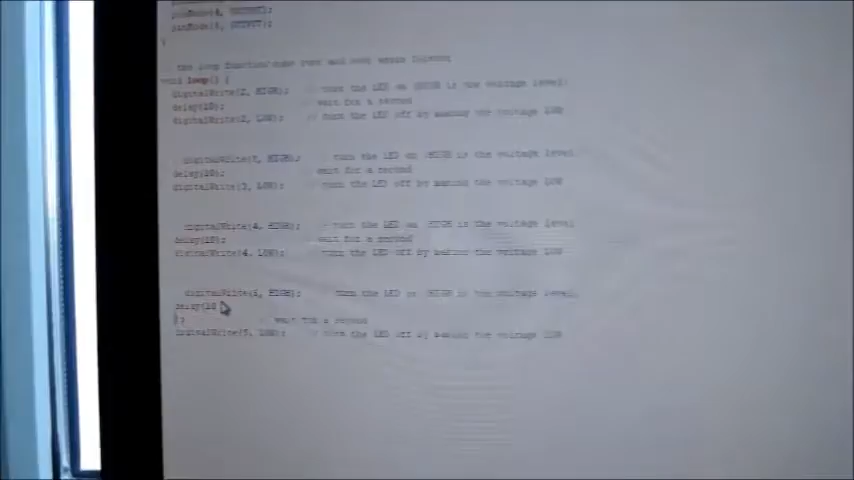 pinMode(4, OUTPUT);
pinMode(5, OUTPUT);
}
the loop function runs over and over again forever
void loop() {
digitalWrite(2, HIGH); // turn the LED on (HIGH is the voltage level)
delay(10); // wait for a second
digitalWrite(2, LOW); // turn the LED off by making the voltage LOW
digitalWrite(3, HIGH); / turn the LED on (HIGH is the voltage level)
delay(10); wait for a second
digitalWrite(3, LOW); // turn the LED off by making the voltage LOW
digitalWrite(4, HIGH); / turn the LED on (HIGH is the voltage level
delay(10); wait for a second
digitalWrite(4, LOW); turn the LED off by making the voltage LOW
digitalWrite(5, HIGH); turn the LED on (HIGH is the voltage level)
delay(10
); // wait for a second
digitalWrite(5, LOW); // turn the LED off by making the voltage LOW